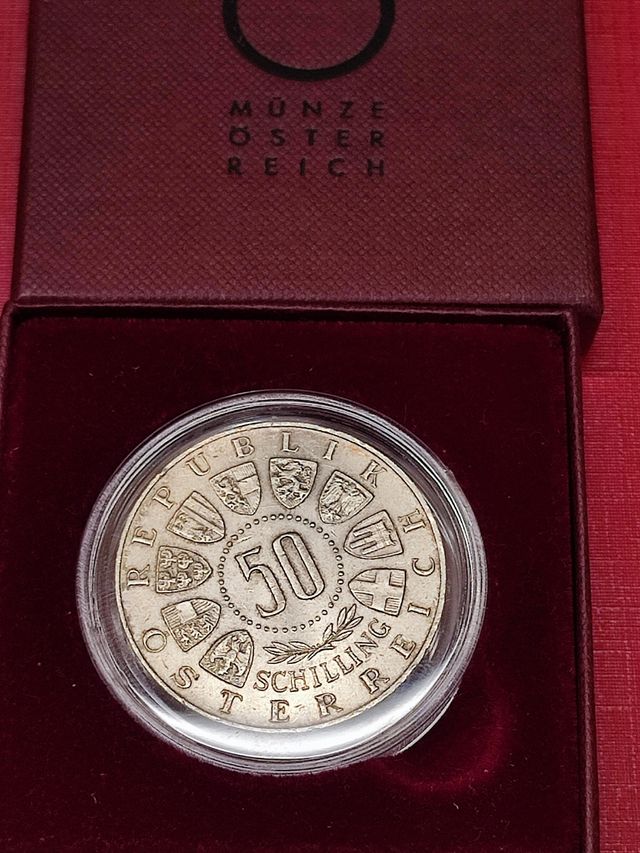 MÜNZE
ÖSTER
REICH
REPUBLIK
ÖSTERREICH
50
SCHILLING